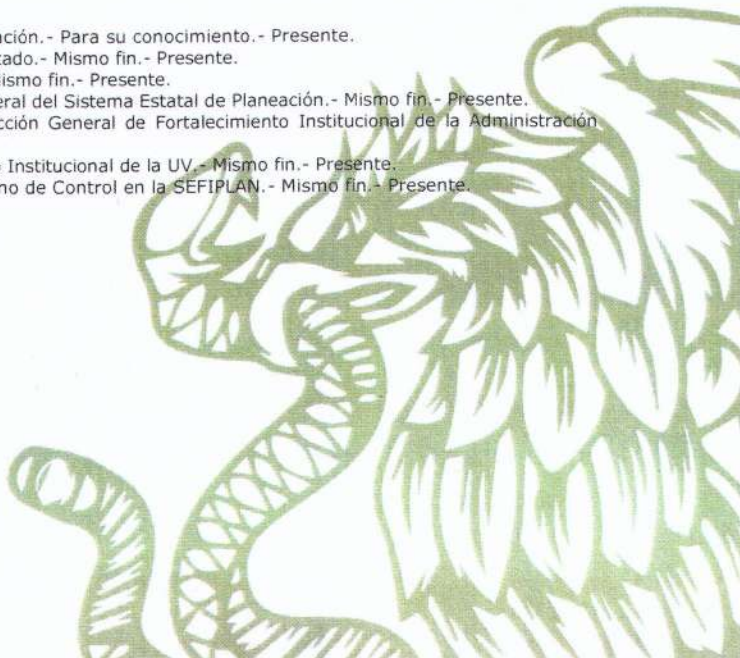 ción.- Para su conocimiento.- Presente.
tado.- Mismo fin.- Presente.
Mismo fin.- Presente.
eral del Sistema Estatal de Planeación.- Mismo fin.- Presente.
cción General de Fortalecimiento Institucional de la Administración
Institucional de la UV.- Mismo fin.- Presente.
no de Control en la SEFIPLAN.- Mismo fin.- Presente.